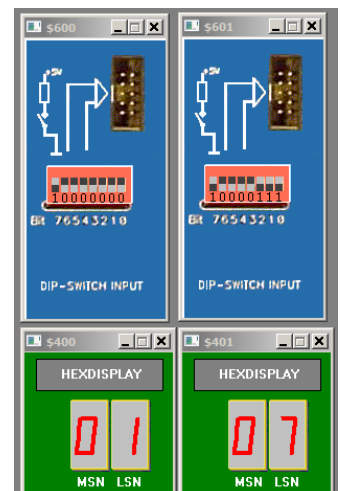 $600
$601
+5V
10000000
10000111
Bit 76543210
Bit 76543210
DIP-SWITCH INPUT
DIP-SWITCH INPUT
$400
$401
HEXDISPLAY
HEXDISPLAY
01
07
MSN LSN
MSN LSN